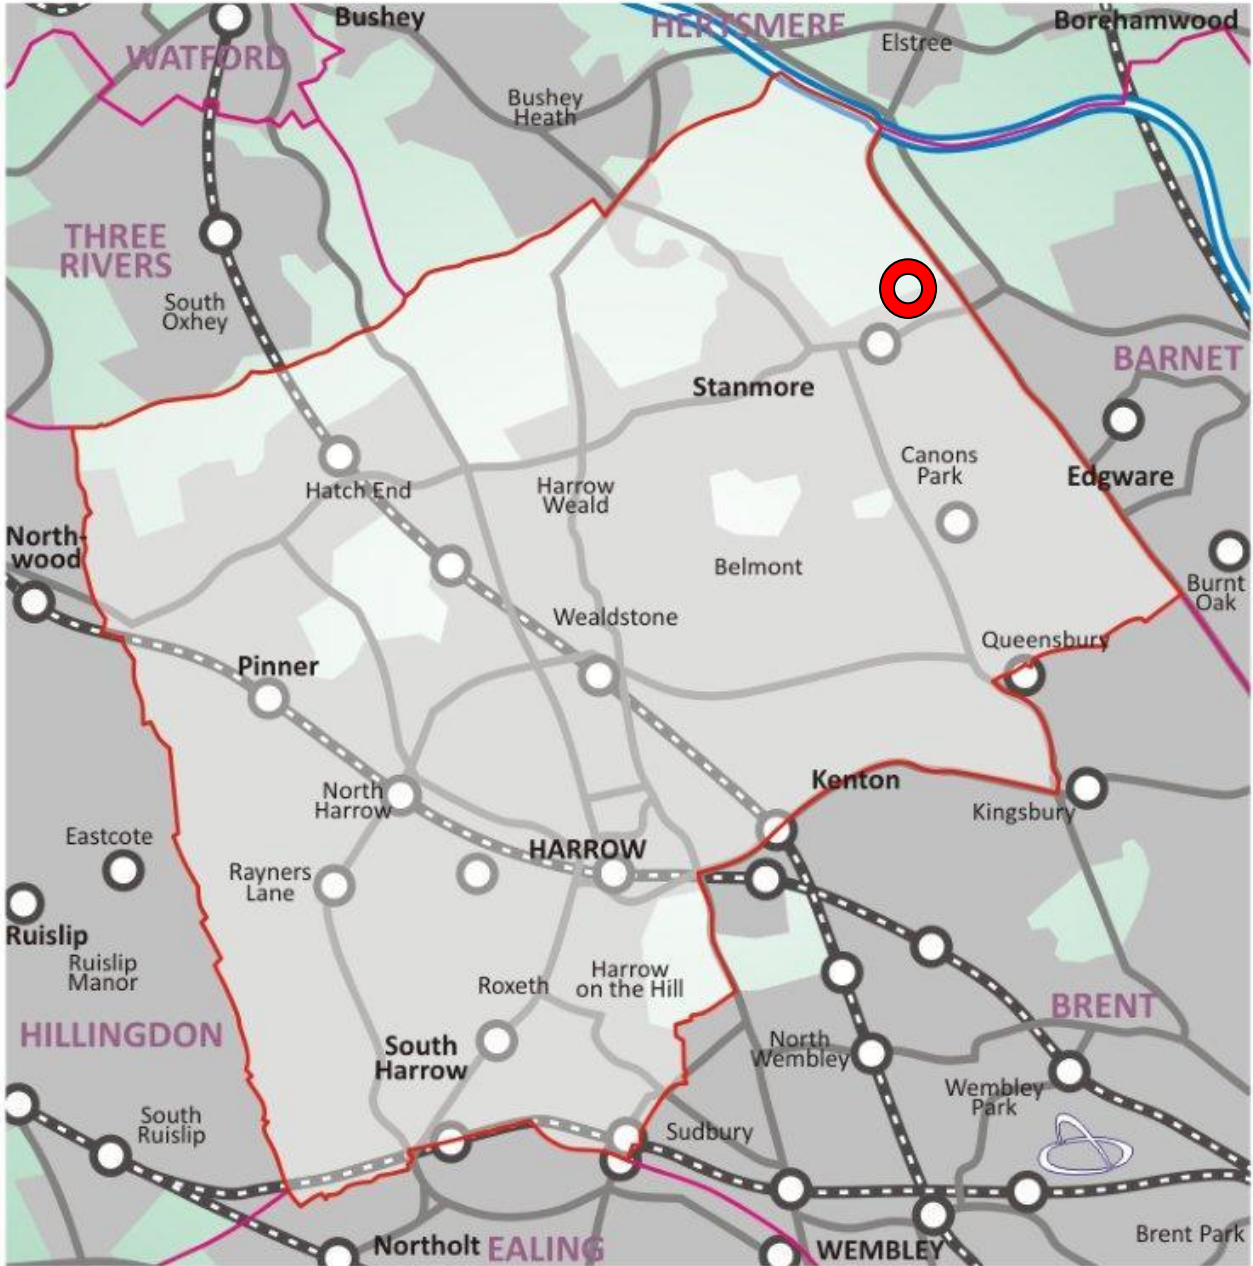 Bushey
HERTSMERE
Borehamwood
WATFORD
Elstree
Bushey
Heath
THREE
RIVERS
South
Oxhey
BARNET
Stanmore
Canons
Park
Edgware
Hatch End
Harrow
Weald
North-
wood
Belmont
Burnt
Oak
Wealdstone
Queensbury
Pinner
Kenton
North
Harrow
Kingsbury
Eastcote
HARROW
Rayners
Lane
Ruislip
Ruislip
Manor
Harrow
on the Hill
Roxeth
BRENT
HILLINGDON
South
Harrow
North
Wembley
Wembley
Park
South
Ruislip
Sudbury
Brent Park
Northolt
EALING
WEMBLEY